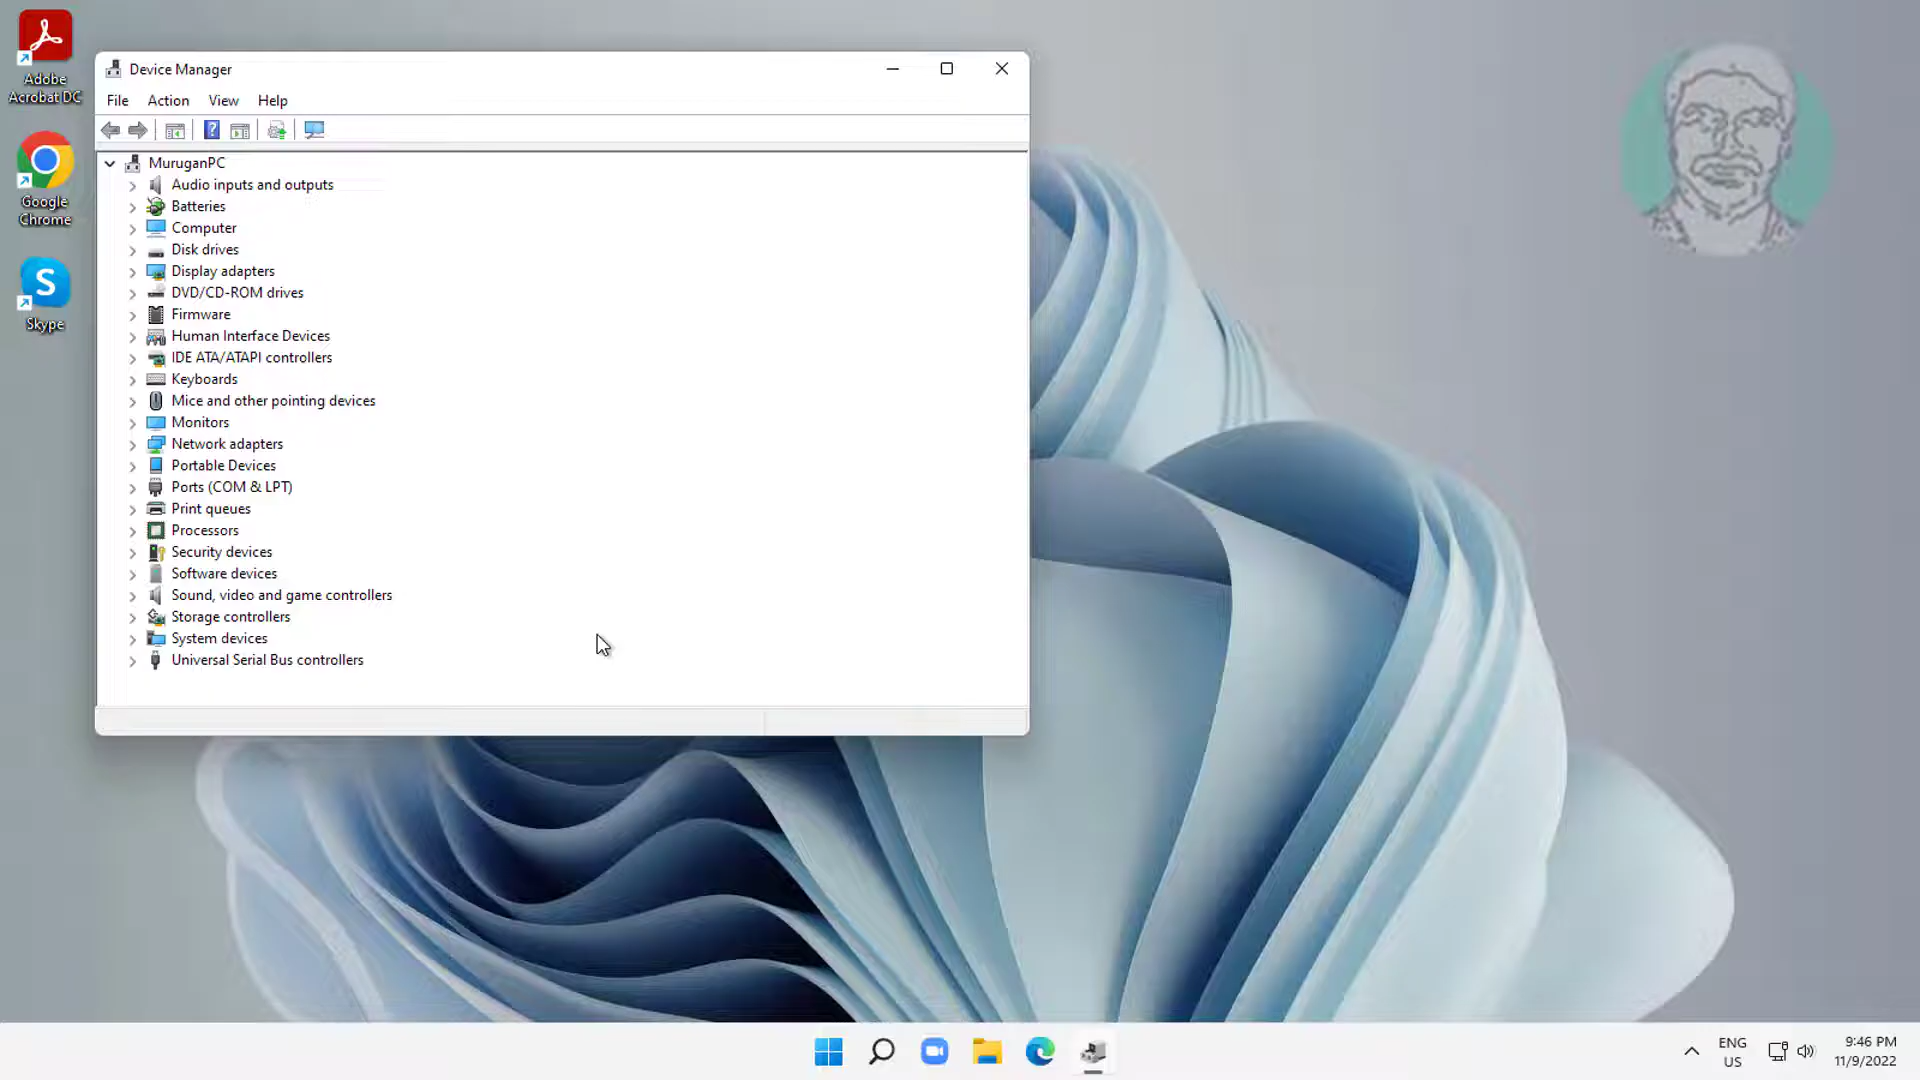 Adobe
Acrobat DC
Google
Chrome
S
Skype
Device Manager
File Action View Help
?
MuruganPC
Audio inputs and outputs
Batteries
Computer
Disk drives
Display adapters
DVD/CD-ROM drives
Firmware
Human Interface Devices
IDE ATA/ATAPI controllers
Keyboards
Mice and other pointing devices
Monitors
Network adapters
Portable Devices
Ports (COM & LPT)
Print queues
Processors
Security devices
Software devices
Sound, video and game controllers
Storage controllers
System devices
Universal Serial Bus controllers
ENG
US
9:46 PM
11/9/2022